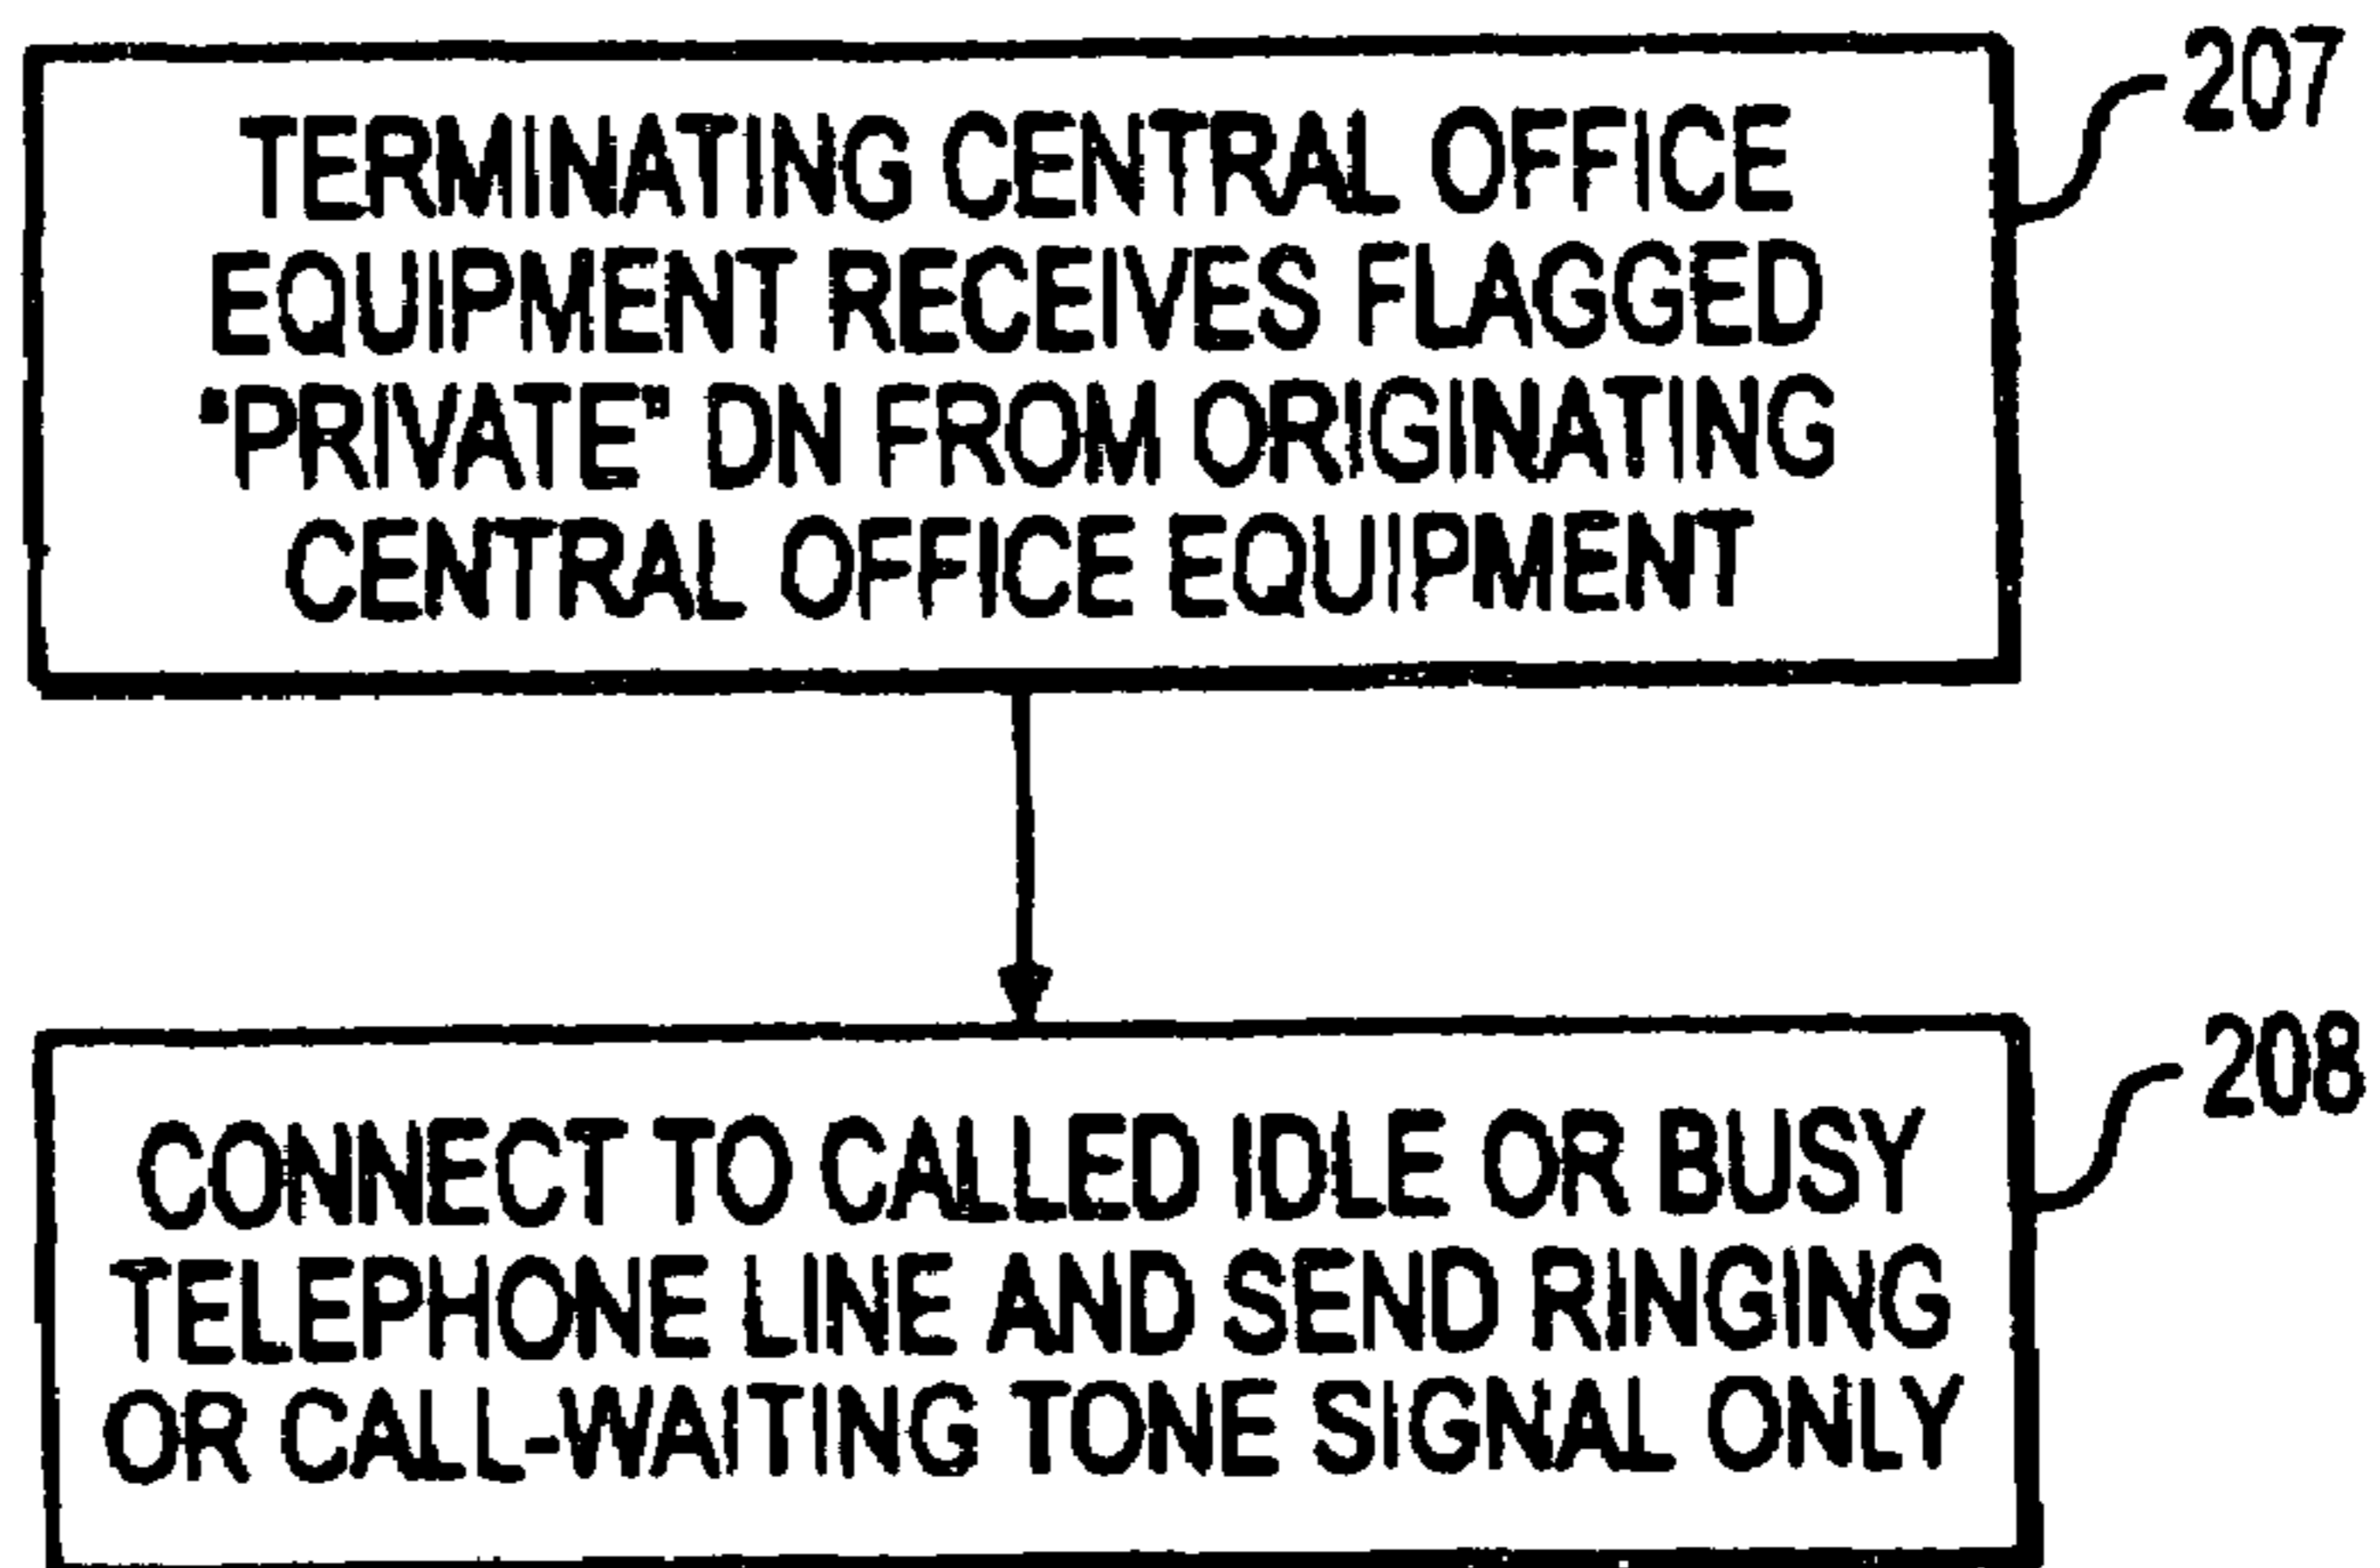 207
TERMINATING CENTRAL OFFICE
EQUIPMENT RECEIVES FLAGGED
"PRIVATE" DN FROM ORIGINATING
CENTRAL OFFICE EQUIPMENT
208
CONNECT TO CALLED IDLE OR BUSY
TELEPHONE LINE AND SEND RINGING
OR CALL-WAITING TONE SIGNAL ONLY